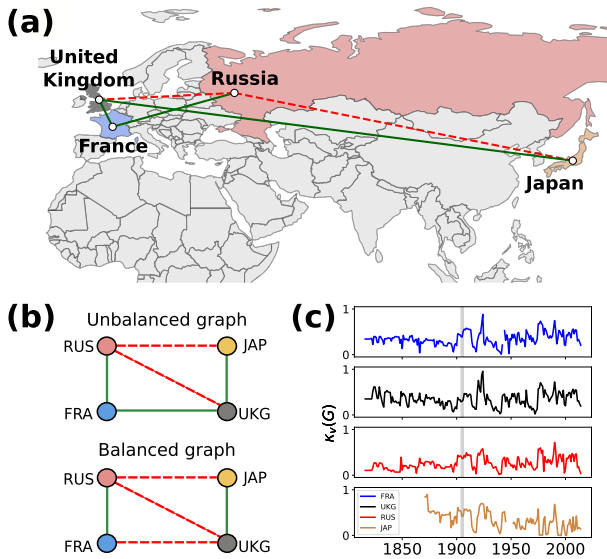 (a)
United
Kingdom
Russia
France
Japan
(b)
Unbalanced graph
RUS
JAP
FRA
UKG
Balanced graph
RUS
JAP
FRA
UKG
(c)
κᵥ(G)
1
0
1
0
1
0
1
0
FRA
UKG
RUS
JAP
1850
1900
1950
2000